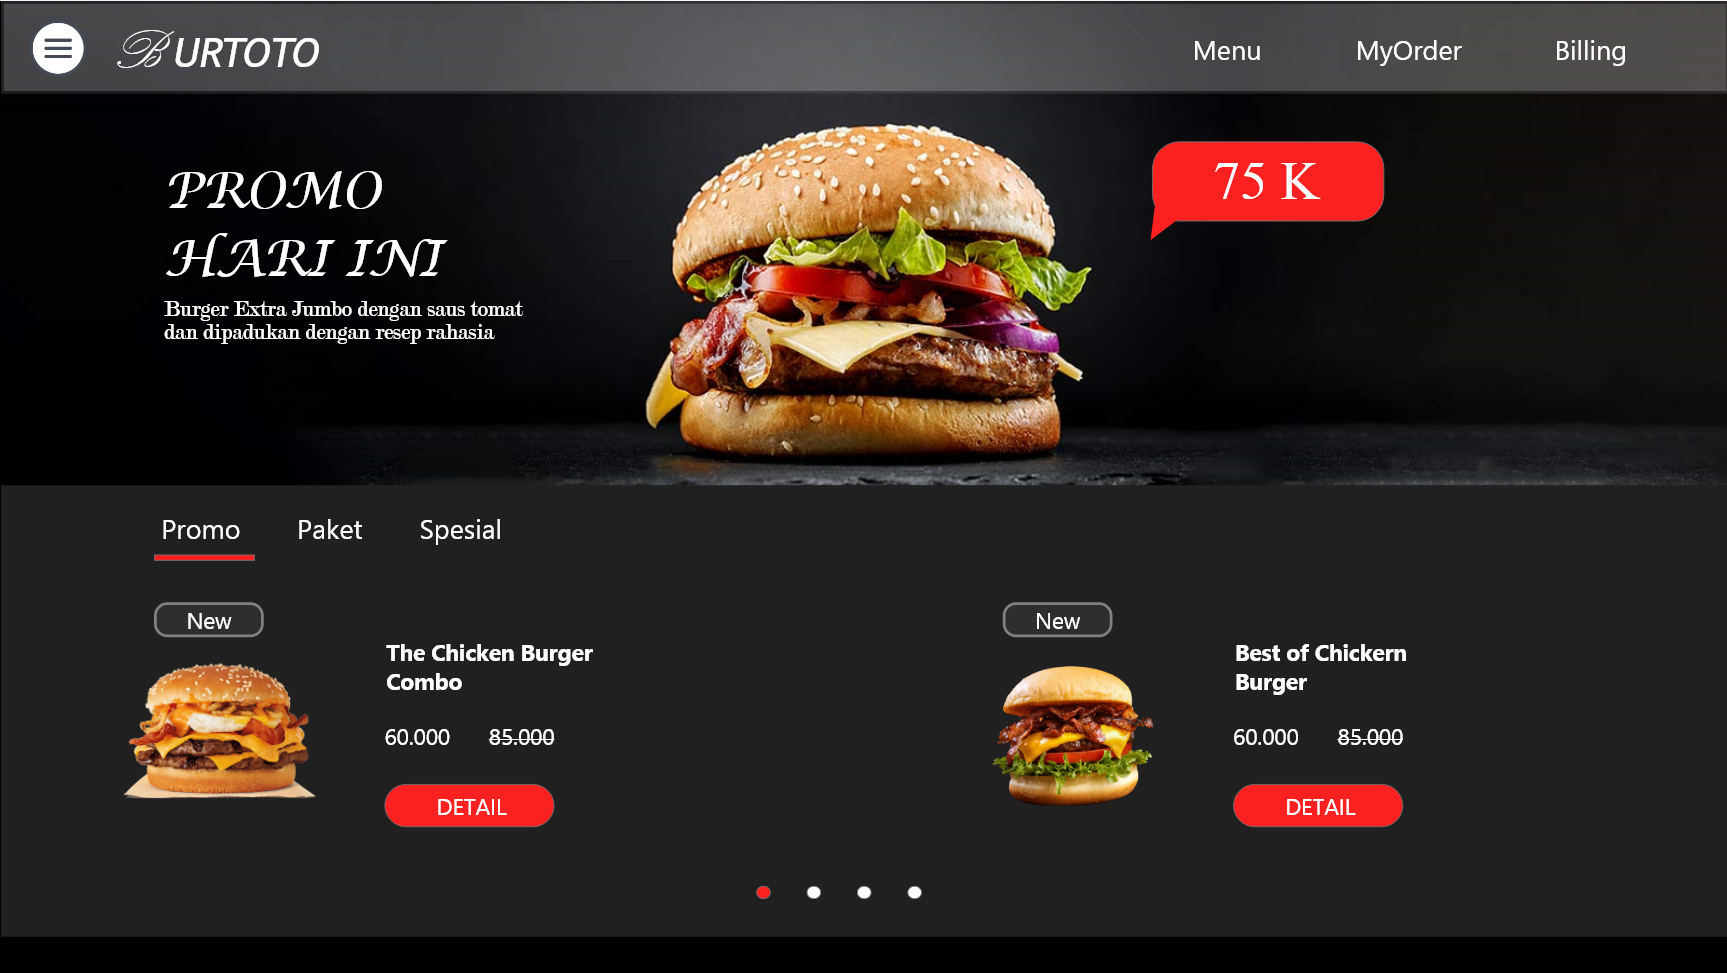 BURTOTO
Menu
MyOrder
Billing
PROMO
HARI INI
75 K
Burger Extra Jumbo dengan saus tomat
dan dipadukan dengan resep rahasia
Promo
Paket
Spesial
New
The Chicken Burger
Combo
60.000
85.000
DETAIL
New
Best of Chickern
Burger
60.000
85.000
DETAIL